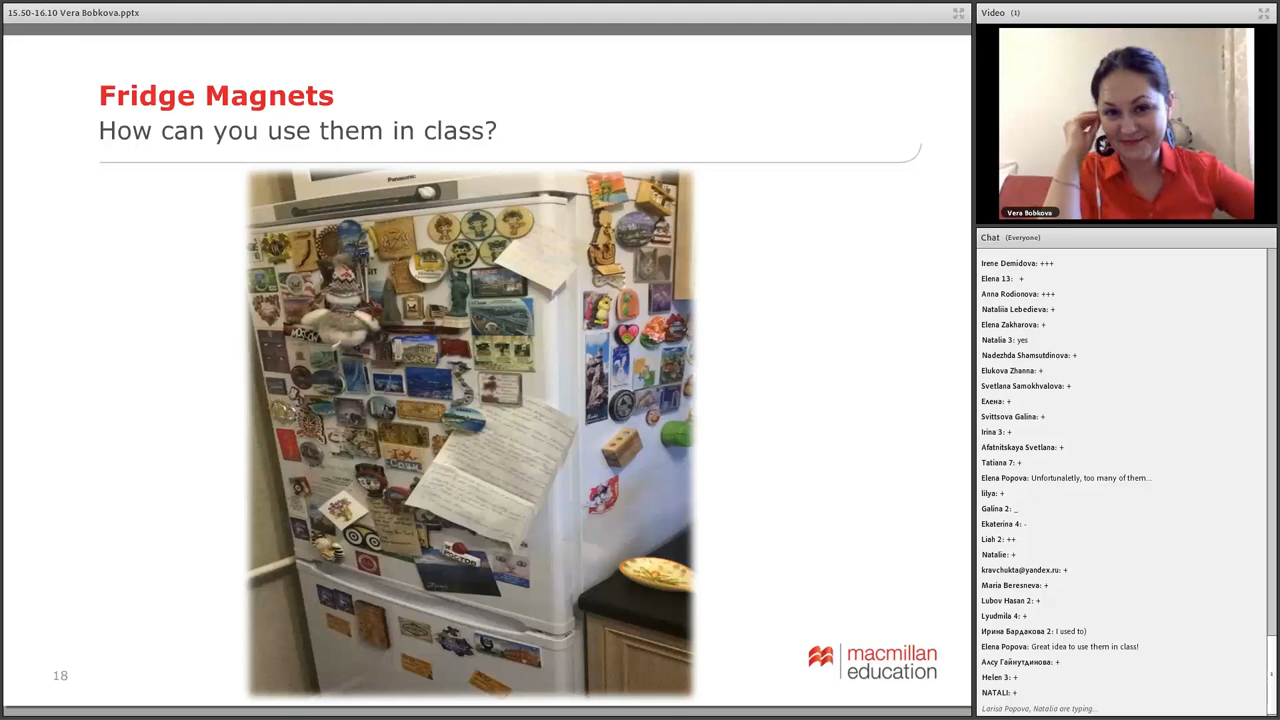 15.50-16.10 Vera Bobkova.pptx
Fridge Magnets
How can you use them in class?
Panasonic
18
macmillan
education
Video (1)
Vera Bobkova
Chat (Everyone)
Irene Demidova: +++
Elena 13: +
Anna Rodionova: +++
Nataliia Lebedieva: +
Elena Zakharova: +
Natalia 3: yes
Nadezhda Shamsutdinova: +
Elukova Zhanna: +
Svetlana Samokhvalova: +
Елена: +
Svittsova Galina: +
Irina 3: +
Afatnitskaya Svetlana: +
Tatiana 7: +
Elena Popova: Unfortunaletly, too many of them...
lilya: +
Galina 2: _
Ekaterina 4: -
Liah 2: ++
Natalie: +
kravchukta@yandex.ru: +
Maria Beresneva: +
Lubov Hasan 2: +
Lyudmila 4: +
Ирина Бардакова 2: I used to)
Elena Popova: Great idea to use them in class!
Алсу Гайнутдинова: +
Helen 3: +
NATALI: +
Larisa Popova, Natalia are typing...